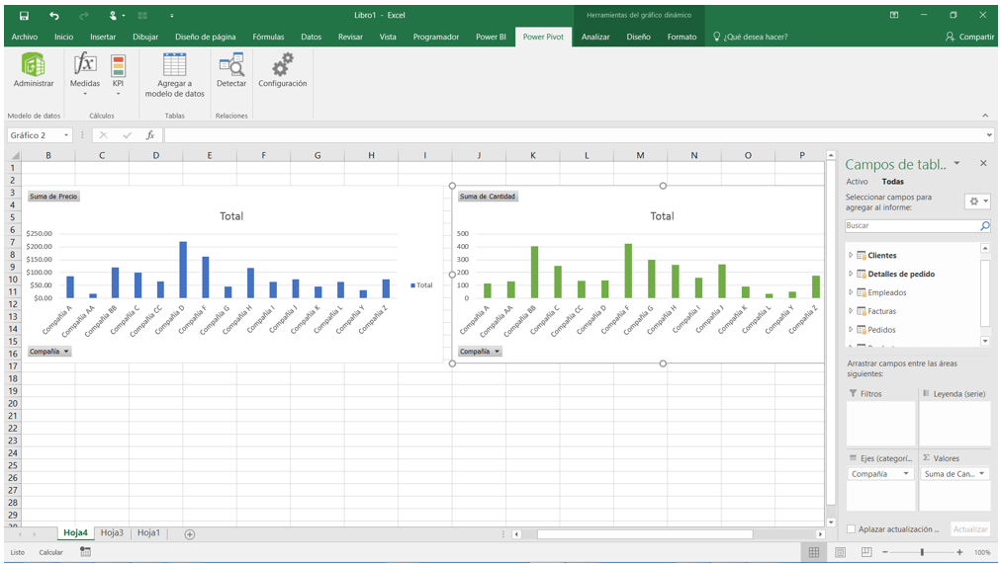 Libro1 - Excel
Herramientas del gráfico dinámico
Archivo Inicio Insertar Dibujar Diseño de página Fórmulas Datos Revisar Vista Programador Power BI Power Pivot Analizar Diseño Formato ¿Qué desea hacer? Compartir
Administrar Medidas KPI Agregar a modelo de datos Detectar Configuración
Modelo de datos Cálculos Tablas Relaciones
Gráfico 2 fx
B C D E F G H I J K L M N O P
1
2
3
4
5
6
7
8
9
10
11
12
13
14
15
16
17
18
19
20
21
22
23
24
25
26
27
28
29
Suma de Precio
Total
$250.00
$200.00
$150.00
$100.00
$50.00
$0.00
Compañía A Compañía AA Compañía BB Compañía C Compañía CC Compañía D Compañía F Compañía G Compañía H Compañía I Compañía J Compañía K Compañía L Compañía Y Compañía Z
Total
Compañía
Suma de Cantidad
Total
500
400
300
200
100
0
Compañía A Compañía AA Compañía BB Compañía C Compañía CC Compañía D Compañía F Compañía G Compañía H Compañía I Compañía J Compañía K Compañía L Compañía Y Compañía Z
Compañía
Campos de tabl..
Activo Todas
Seleccionar campos para
agregar al informe:
Buscar
Clientes
Detalles de pedido
Empleados
Facturas
Pedidos
Arrastrar campos entre las áreas
siguientes:
Filtros Leyenda (serie)
Ejes (categorí... Σ Valores
Compañía Suma de Can...
Aplazar actualización ... Actualizar
Hoja4 Hoja3 Hoja1
Listo Calcular 100%